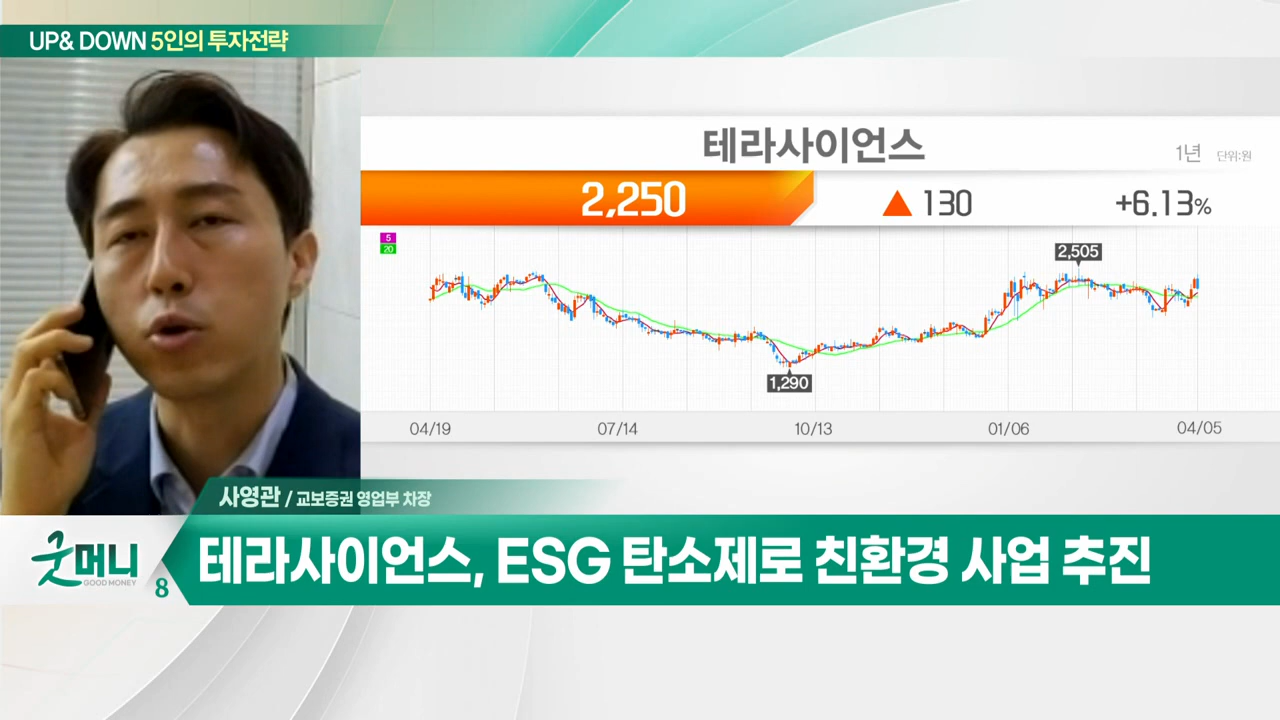 UP& DOWN 5인의 투자전략
테라사이언스
1년 단위:원
2,250 ▲ 130 +6.13%
5
20
2,505
1,290
04/19 07/14 10/13 01/06 04/05
사영관 / 교보증권 영업부 차장
굿머니
GOOD MONEY
8
테라사이언스, ESG 탄소제로 친환경 사업 추진